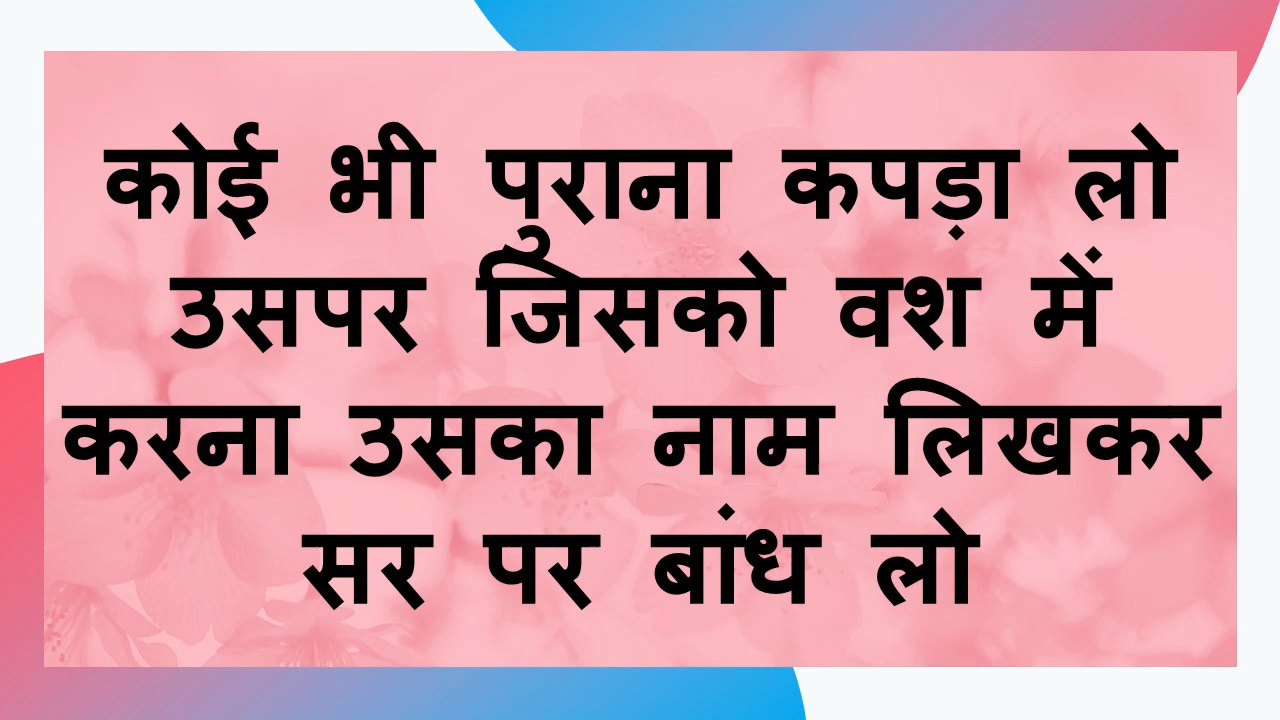 कोई भी पुराना कपड़ा लो
उसपर जिसको वश में
करना उसका नाम लिखकर
सर पर बांध लो